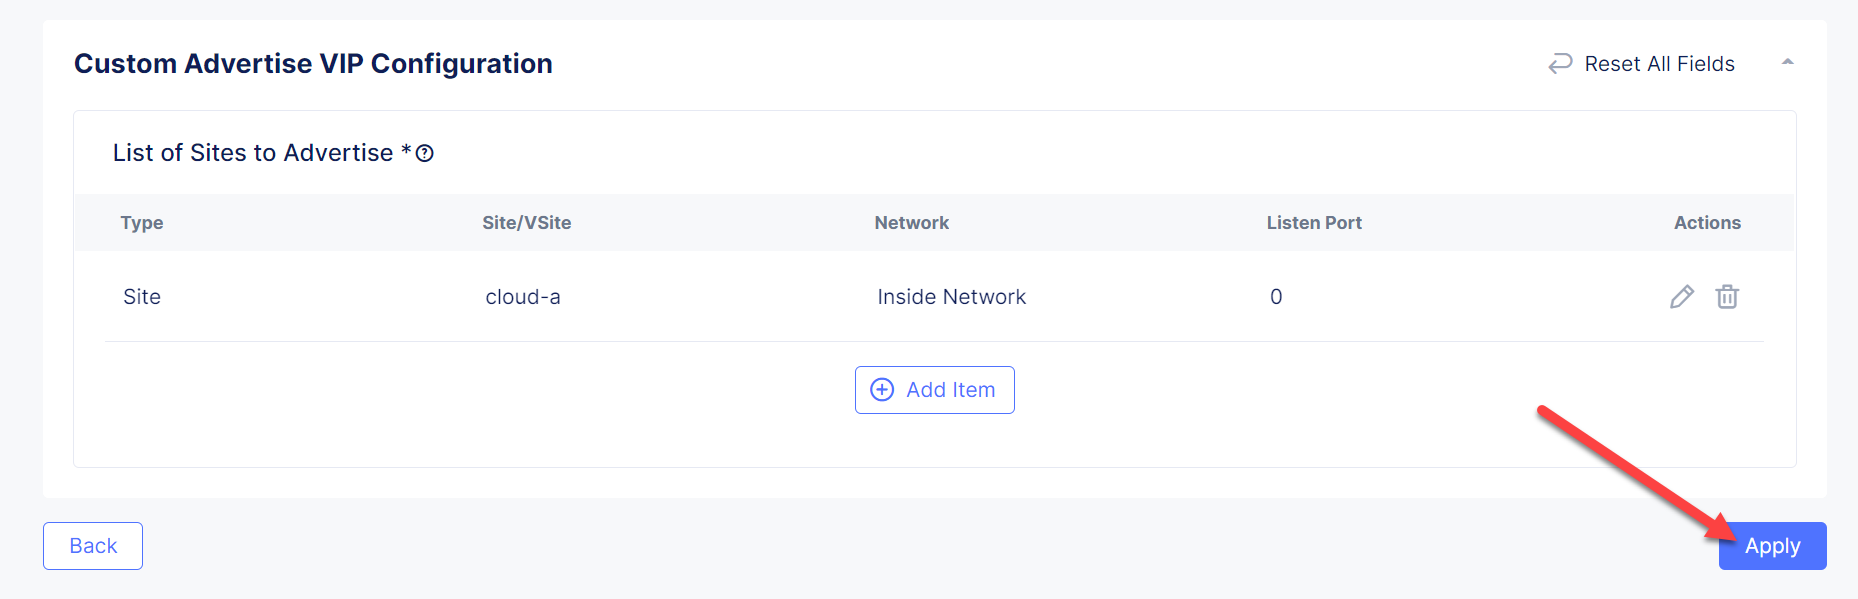 Custom Advertise VIP Configuration
Reset All Fields
List of Sites to Advertise *
Type Site/VSite Network Listen Port Actions
Site cloud-a Inside Network 0
Add Item
Back Apply